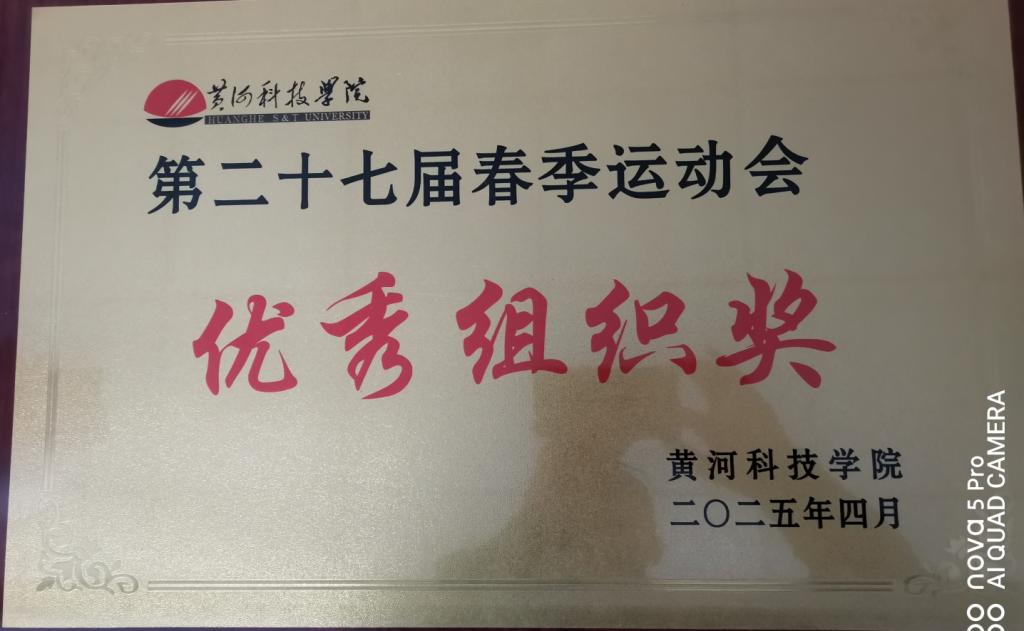 黄河科技学院
HUANGHE S&T UNIVERSITY
第二十七届春季运动会
优秀组织奖
黄河科技学院
二〇二五年四月
nova 5 Pro
AI QUAD CAMERA